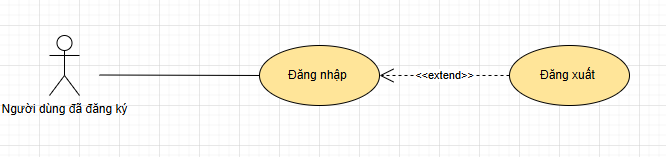 Đăng nhập
<<extend>>
Đăng xuất
Người dùng đã đăng ký